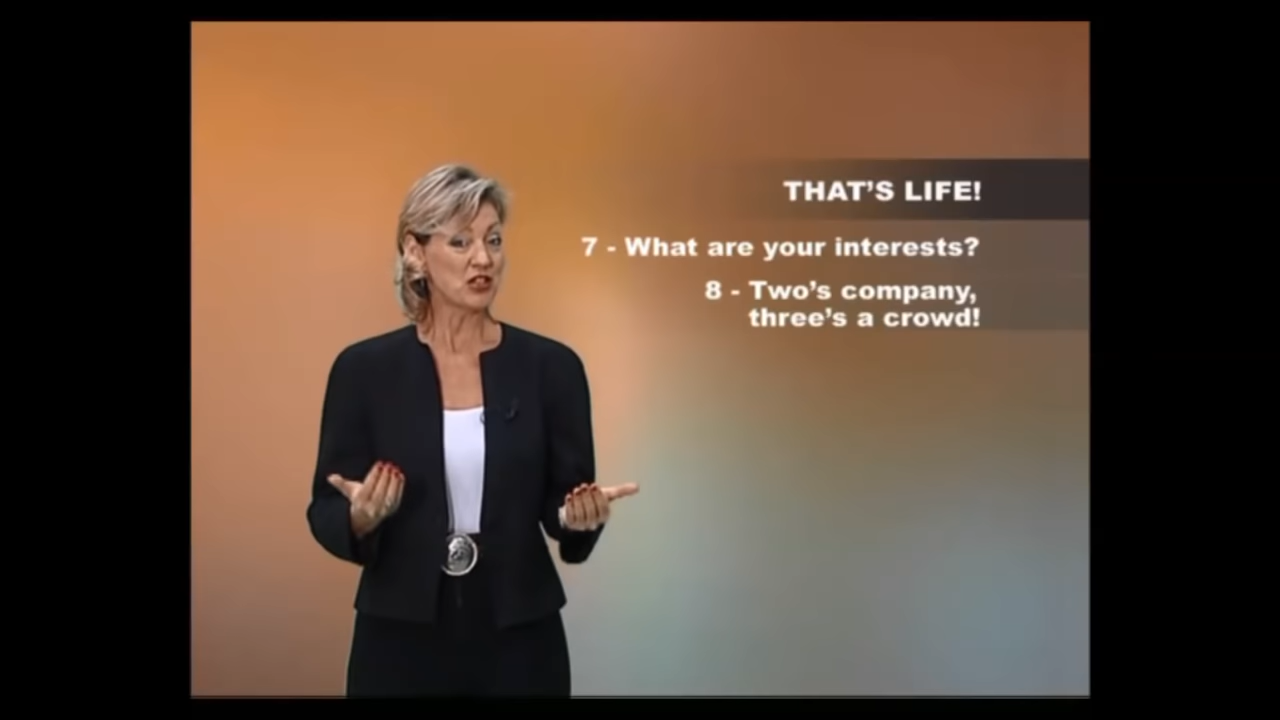 THAT'S LIFE!
7 - What are your interests?
8 - Two's company,
three's a crowd!